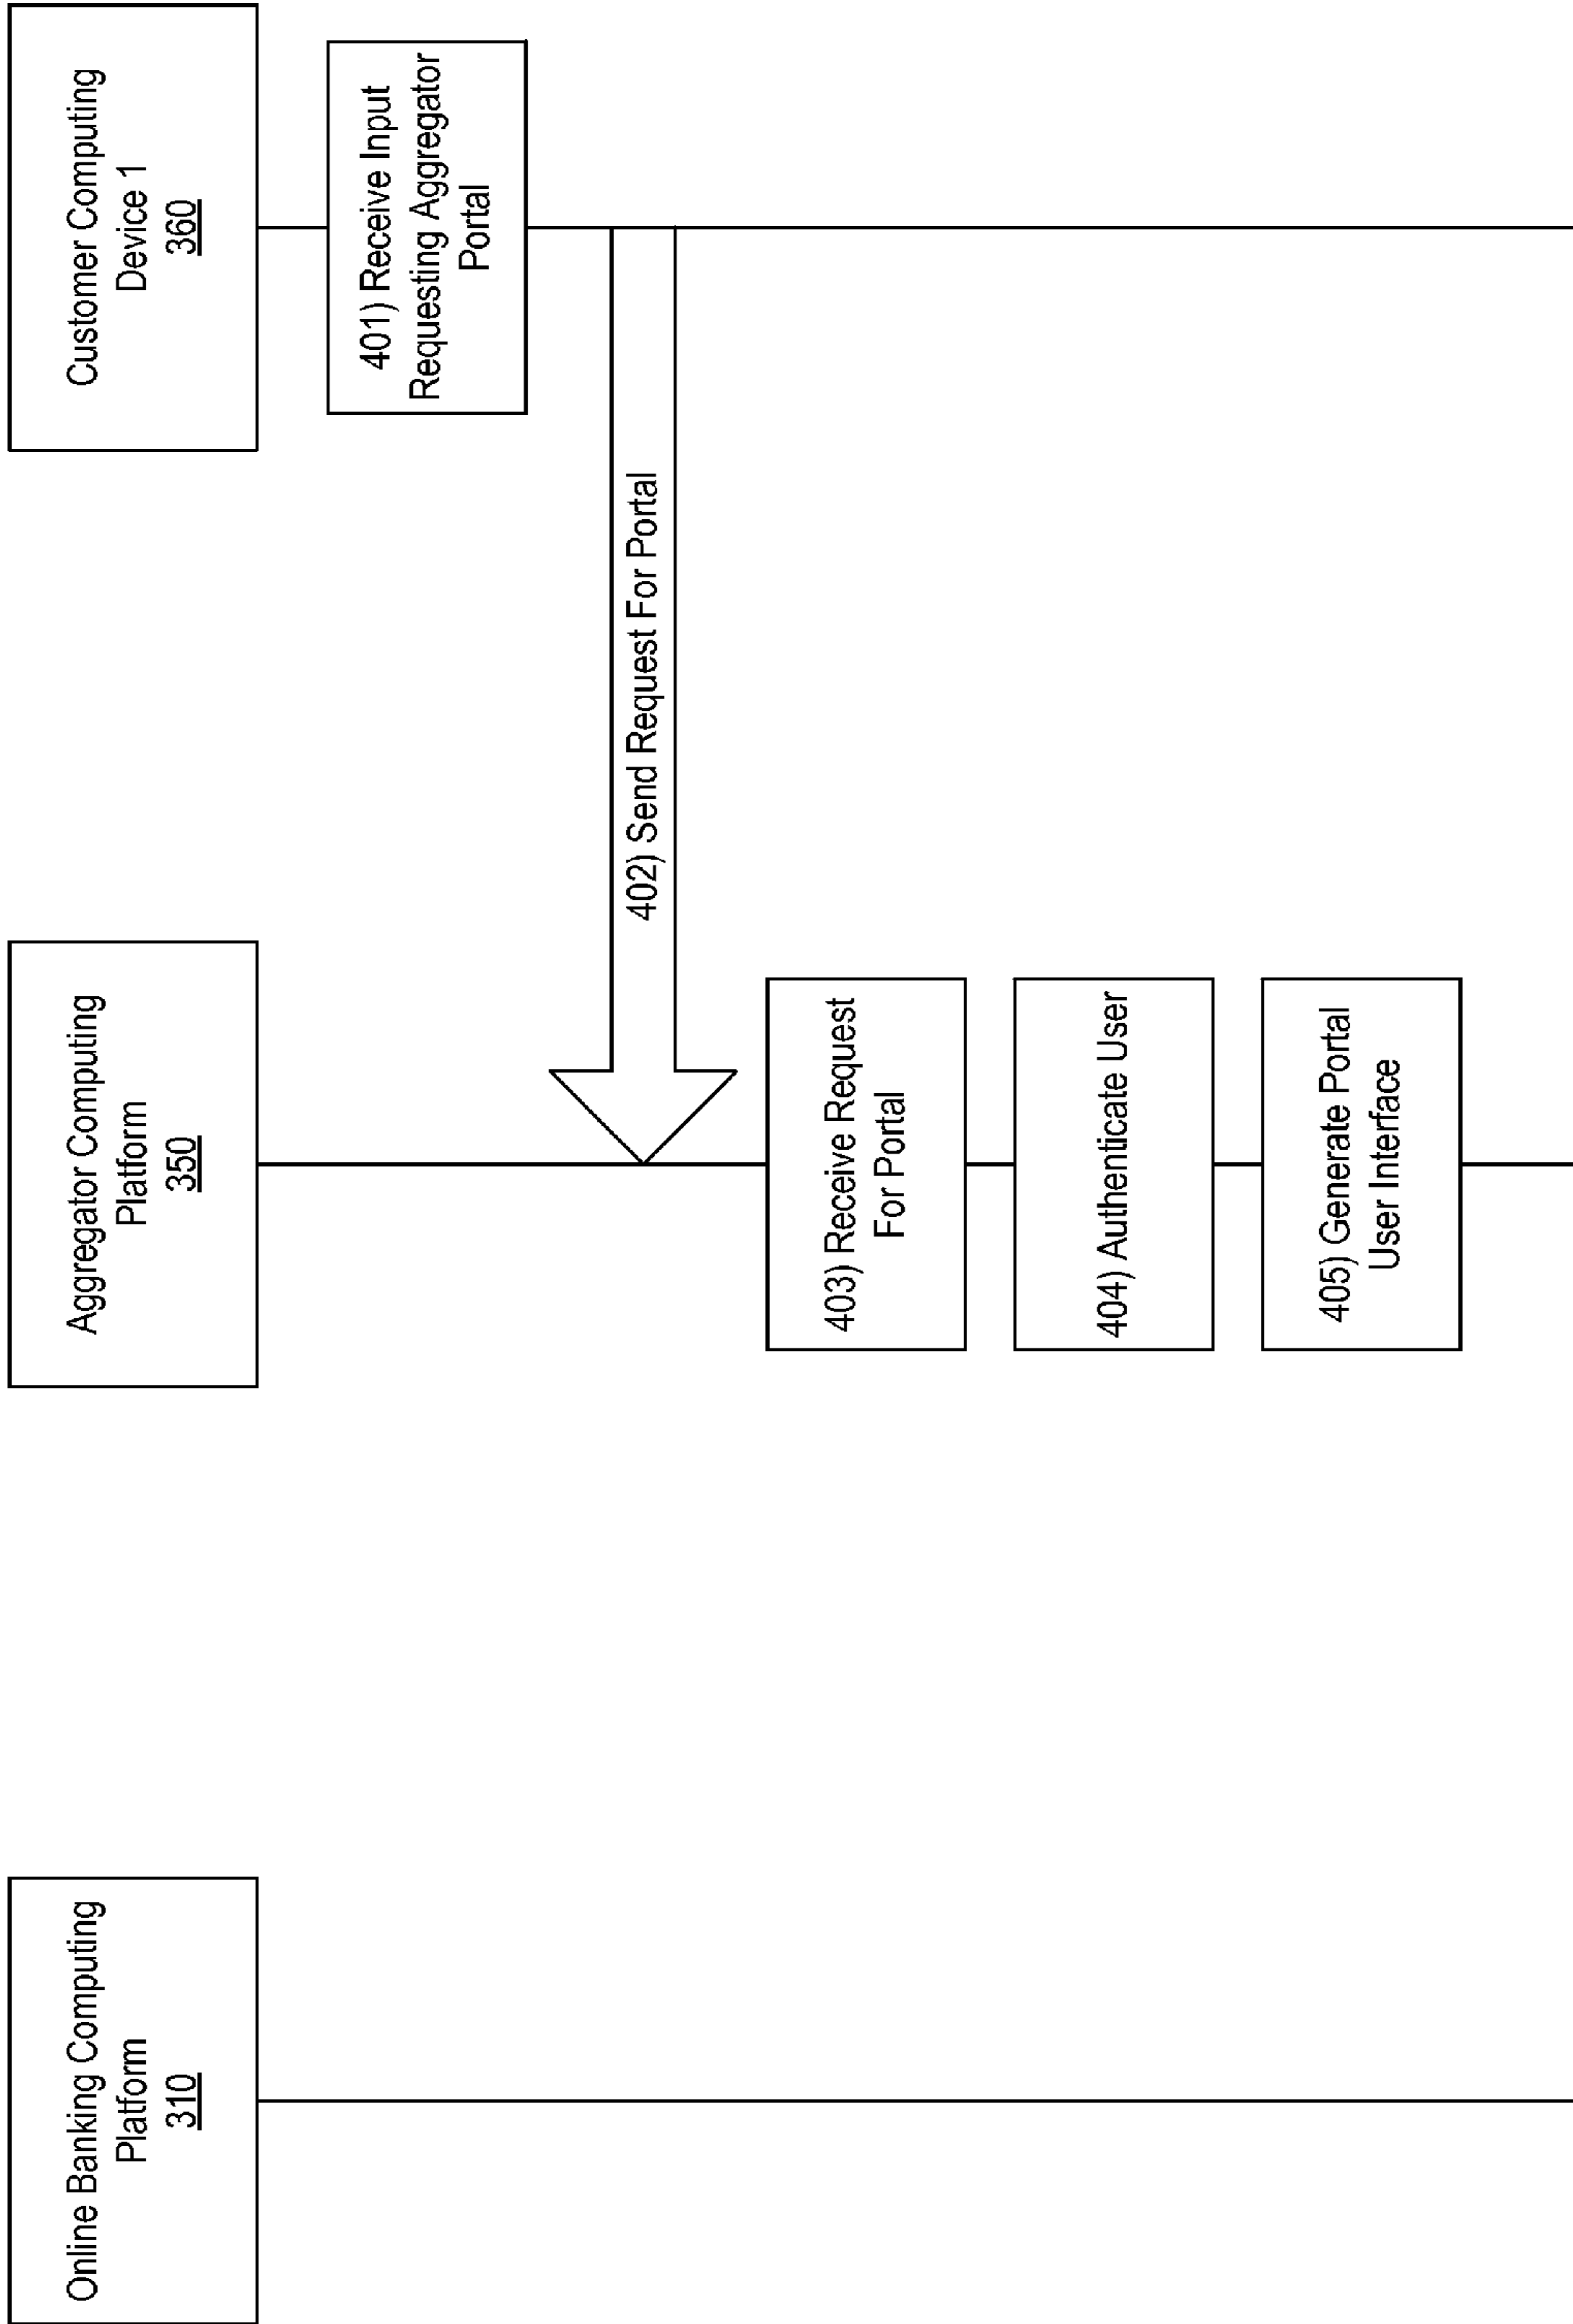 Online Banking Computing
Platform
310
Aggregator Computing
Platform
350
Customer Computing
Device 1
360
401) Receive Input
Requesting Aggregator
Portal
402) Send Request For Portal
403) Receive Request
For Portal
404) Authenticate User
405) Generate Portal
User Interface